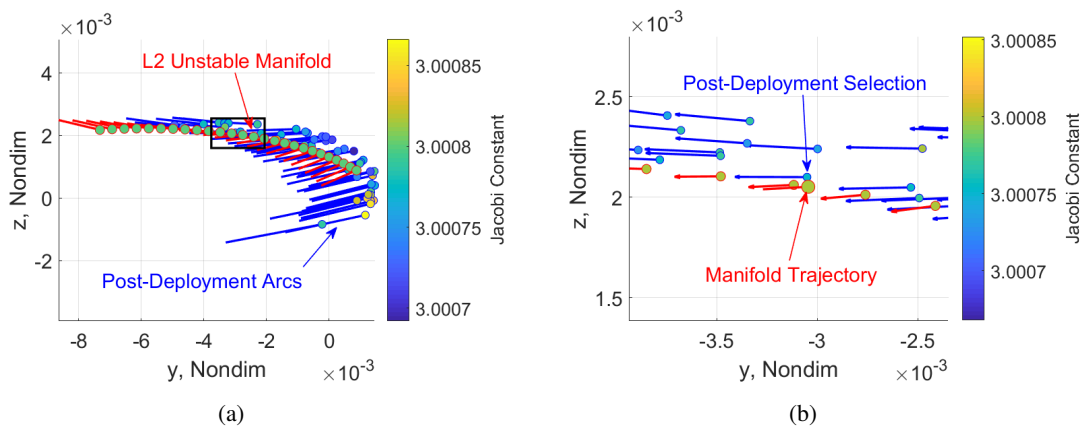 ×10⁻³
L2 Unstable Manifold
Post-Deployment Arcs
4
2
0
-2
z, Nondim
-8
-6
-4
-2
0
y, Nondim
×10⁻³
3.00085
3.0008
3.00075
3.0007
Jacobi Constant
(a)
×10⁻³
Post-Deployment Selection
Manifold Trajectory
2.5
2
1.5
z, Nondim
-3.5
-3
-2.5
y, Nondim
×10⁻³
3.00085
3.0008
3.00075
3.0007
Jacobi Constant
(b)